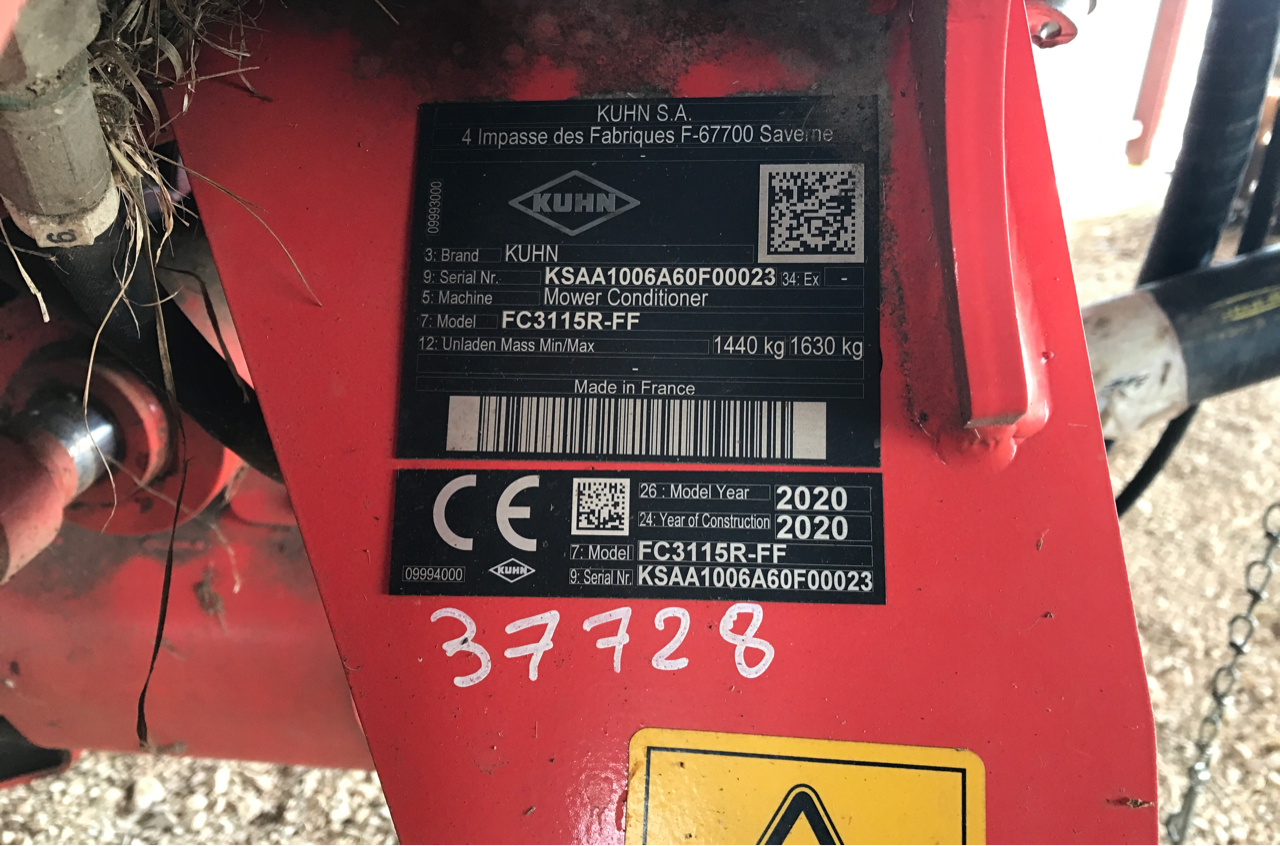 KUHN S.A.
4 Impasse des Fabriques F-67700 Saverne
KUHN
09993000
3: Brand KUHN
9: Serial Nr. KSAA1006A60F00023 34: Ex -
5: Machine Mower Conditioner
7: Model FC3115R-FF
12: Unladen Mass Min/Max 1440 kg 1630 kg
-
Made in France
CE
26 : Model Year 2020
24: Year of Construction 2020
7: Model FC3115R-FF
09994000 KUHN 9: Serial Nr. KSAA1006A60F00023
37728
6